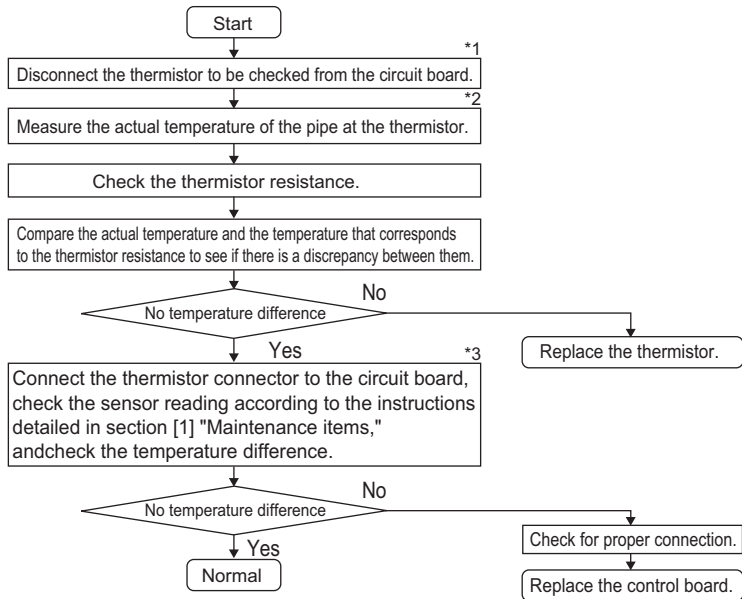 Start
*1
Disconnect the thermistor to be checked from the circuit board.
*2
Measure the actual temperature of the pipe at the thermistor.
Check the thermistor resistance.
Compare the actual temperature and the temperature that corresponds
to the thermistor resistance to see if there is a discrepancy between them.
No temperature difference
No
Replace the thermistor.
Yes
*3
Connect the thermistor connector to the circuit board,
check the sensor reading according to the instructions
detailed in section [1] "Maintenance items,"
andcheck the temperature difference.
No temperature difference
No
Check for proper connection.
Replace the control board.
Yes
Normal